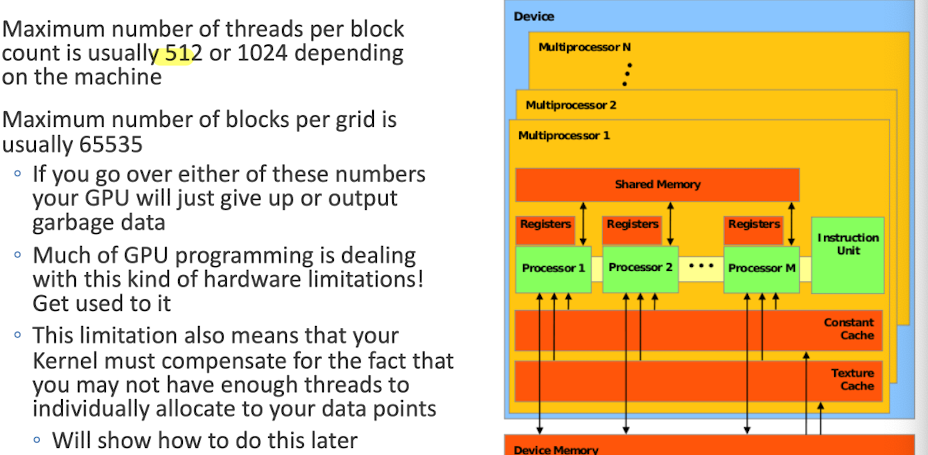 Maximum number of threads per block
count is usually 512 or 1024 depending
on the machine
Maximum number of blocks per grid is
usually 65535
◦ If you go over either of these numbers
your GPU will just give up or output
garbage data
◦ Much of GPU programming is dealing
with this kind of hardware limitations!
Get used to it
◦ This limitation also means that your
Kernel must compensate for the fact that
you may not have enough threads to
individually allocate to your data points
◦ Will show how to do this later
Device
Multiprocessor N
Multiprocessor 2
Multiprocessor 1
Shared Memory
Registers
Registers
Registers
Instruction
Unit
Processor 1
Processor 2
•••
Processor M
Constant
Cache
Texture
Cache
Device Memory